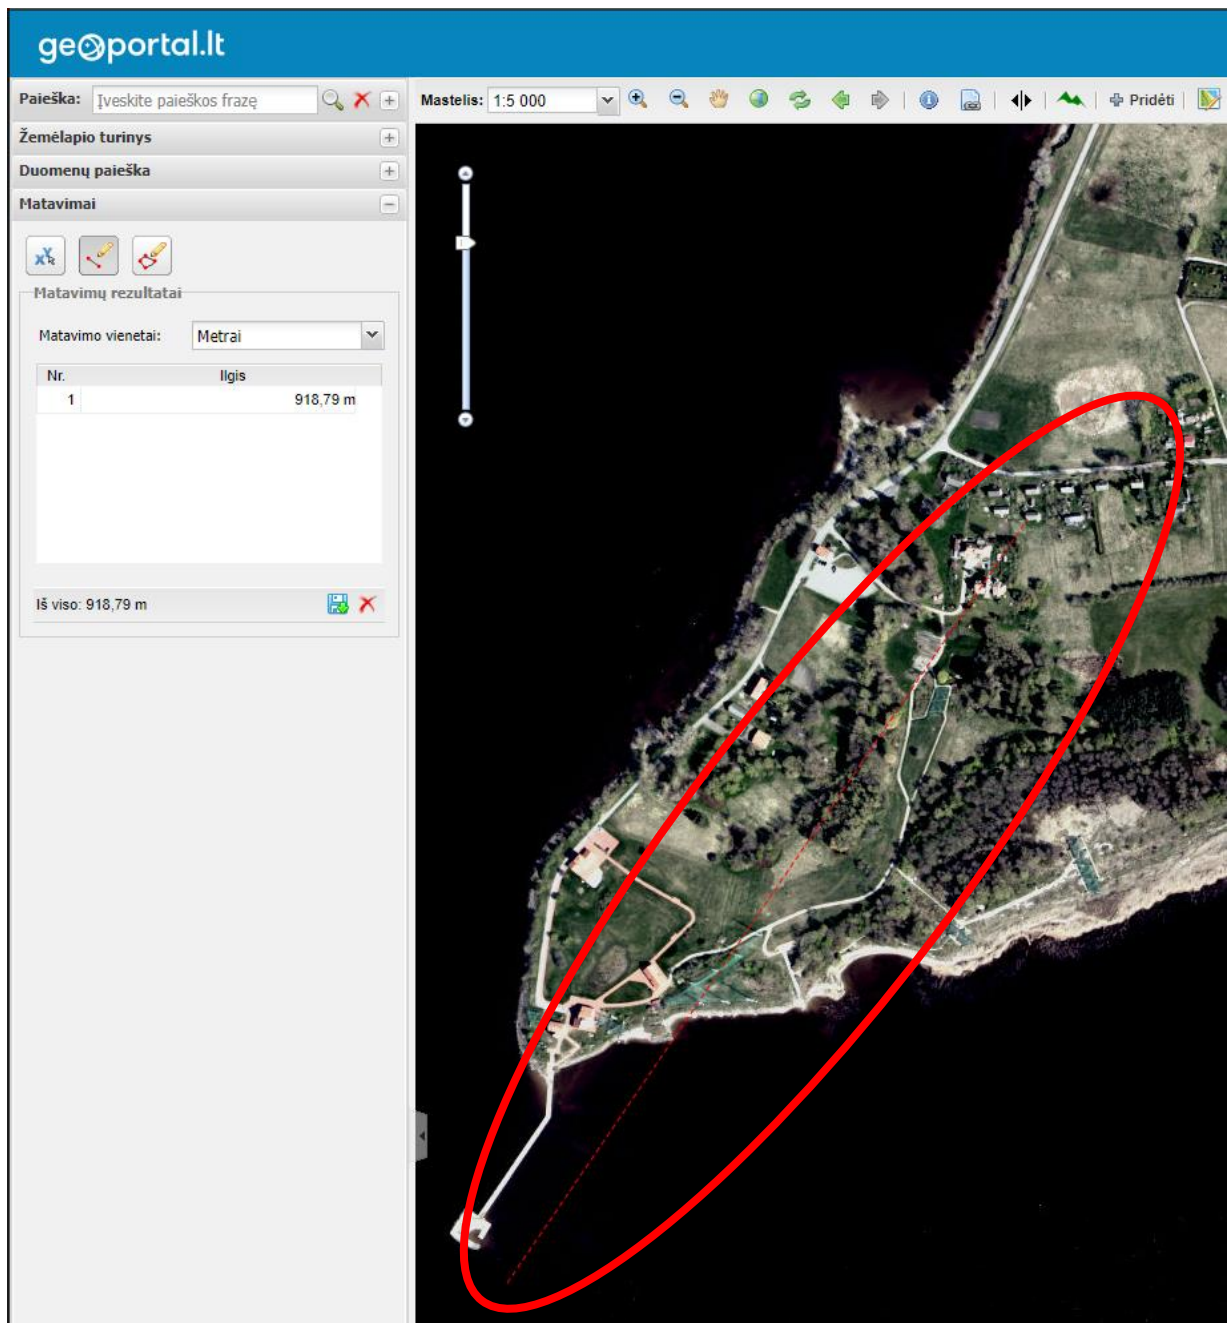 geoportal.lt
Paieška: Įveskite paieškos frazę
Mastelis: 1:5 000
Pridėti
Žemėlapio turinys
Duomenų paieška
Matavimai
Matavimų rezultatai
Matavimo vienetai: Metrai
Nr. Ilgis
1 918,79 m
Iš viso: 918,79 m